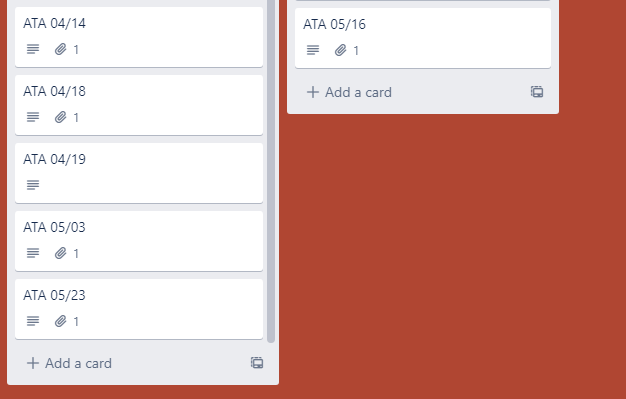 ATA 04/14
1
ATA 04/18
1
ATA 04/19
ATA 05/03
1
ATA 05/23
1
Add a card
ATA 05/16
1
Add a card